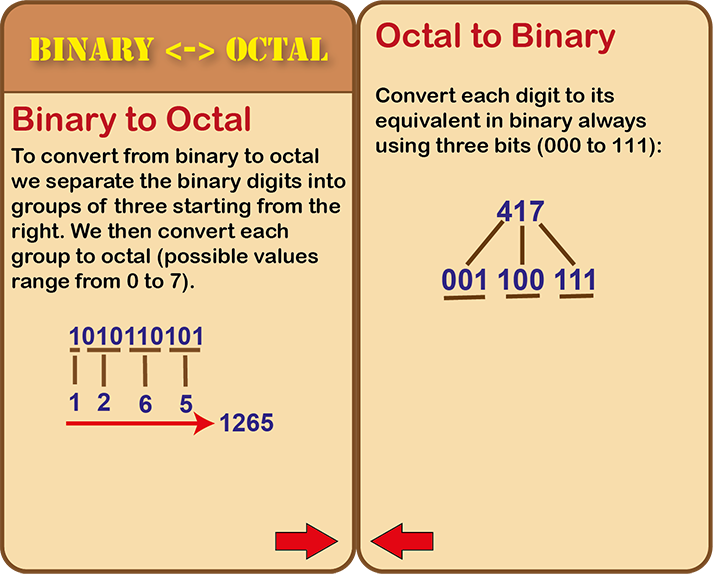 BINARY <-> OCTAL
Binary to Octal
To convert from binary to octal
we separate the binary digits into
groups of three starting from the
right. We then convert each
group to octal (possible values
range from 0 to 7).
1010110101
1 2 6 5
1265
Octal to Binary
Convert each digit to its
equivalent in binary always
using three bits (000 to 111):
417
001 100 111